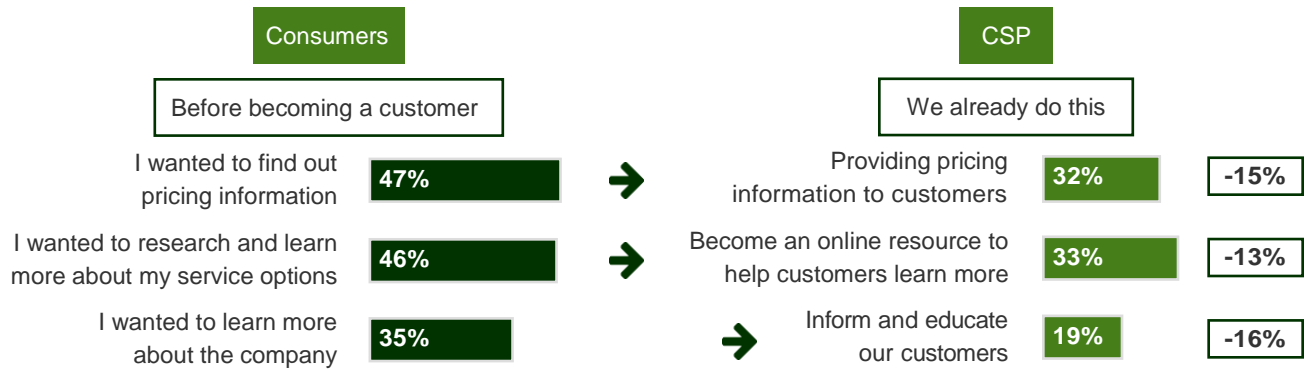 Consumers
CSP
Before becoming a customer
We already do this
I wanted to find out
pricing information
47%
Providing pricing
information to customers
32%
-15%
I wanted to research and learn
more about my service options
46%
Become an online resource to
help customers learn more
33%
-13%
I wanted to learn more
about the company
35%
Inform and educate
our customers
19%
-16%